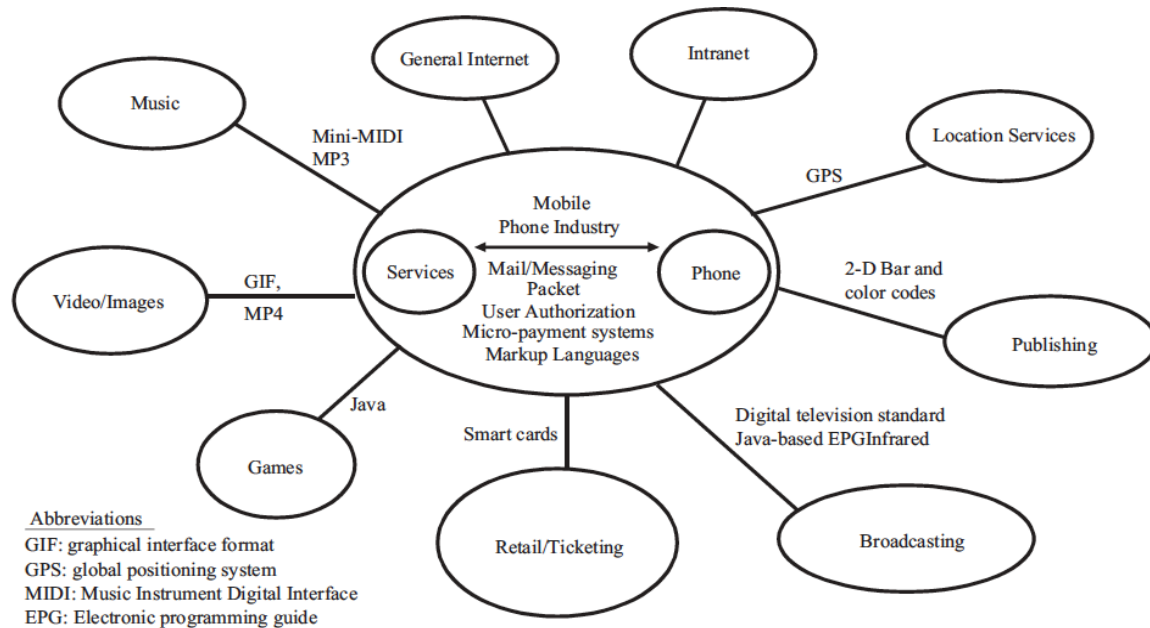 General Internet
Intranet
Music
Location Services
Mini-MIDI
MP3
GPS
Mobile
Phone Industry
Services
Phone
Mail/Messaging
Packet
User Authorization
Micro-payment systems
Markup Languages
2-D Bar and
color codes
Video/Images
GIF,
MP4
Publishing
Java
Smart cards
Digital television standard
Java-based EPGInfrared
Games
Retail/Ticketing
Broadcasting
Abbreviations
GIF: graphical interface format
GPS: global positioning system
MIDI: Music Instrument Digital Interface
EPG: Electronic programming guide